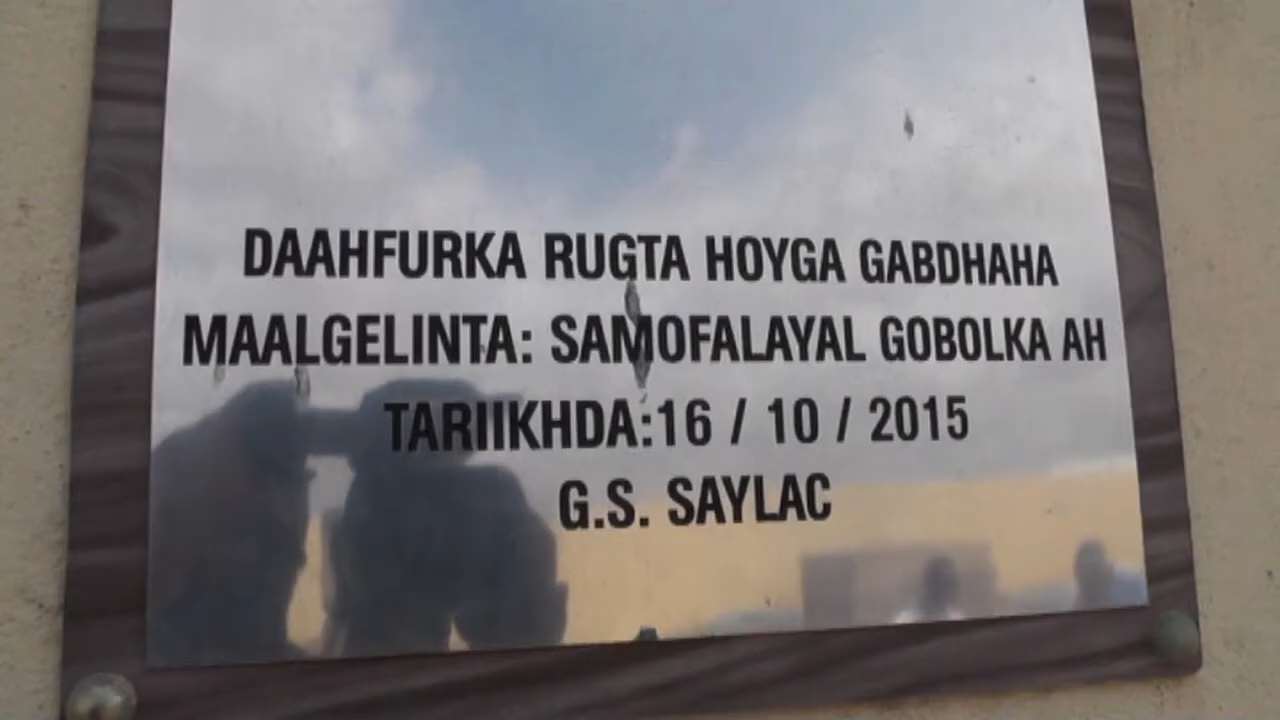 DAAHFURKA RUGTA HOYGA GABDHAHA
MAALGELINTA: SAMOFALAYAL GOBOLKA AH
TARIIKHDA:16 / 10 / 2015
G.S. SAYLAC